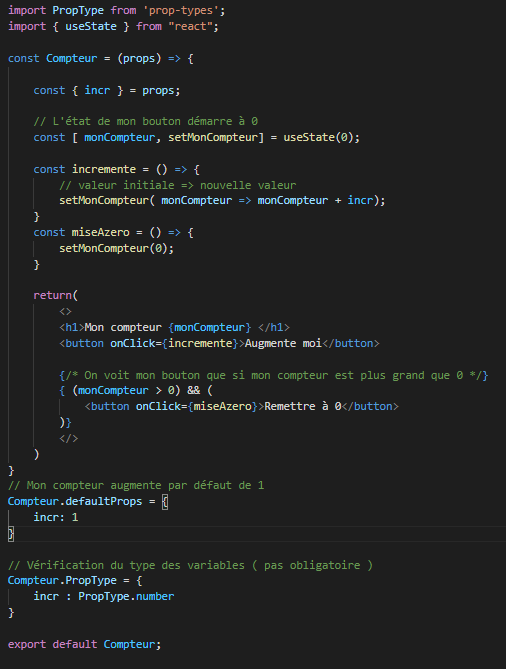 import PropType from 'prop-types';
import { useState } from "react";
const Compteur = (props) => {
const { incr } = props;
// L'état de mon bouton démarre à 0
const [ monCompteur, setMonCompteur] = useState(0);
const incremente = () => {
// valeur initiale => nouvelle valeur
setMonCompteur( monCompteur => monCompteur + incr);
}
const miseAzero = () => {
setMonCompteur(0);
}
return(
<>
<h1>Mon compteur {monCompteur} </h1>
<button onClick={incremente}>Augmente moi</button>
{/* On voit mon bouton que si mon compteur est plus grand que 0 */}
{ (monCompteur > 0) && (
<button onClick={miseAzero}>Remettre à 0</button>
)}
</>
)
}
// Mon compteur augmente par défaut de 1
Compteur.defaultProps = {
incr: 1
}
// Vérification du type des variables ( pas obligatoire )
Compteur.PropType = {
incr : PropType.number
}
export default Compteur;